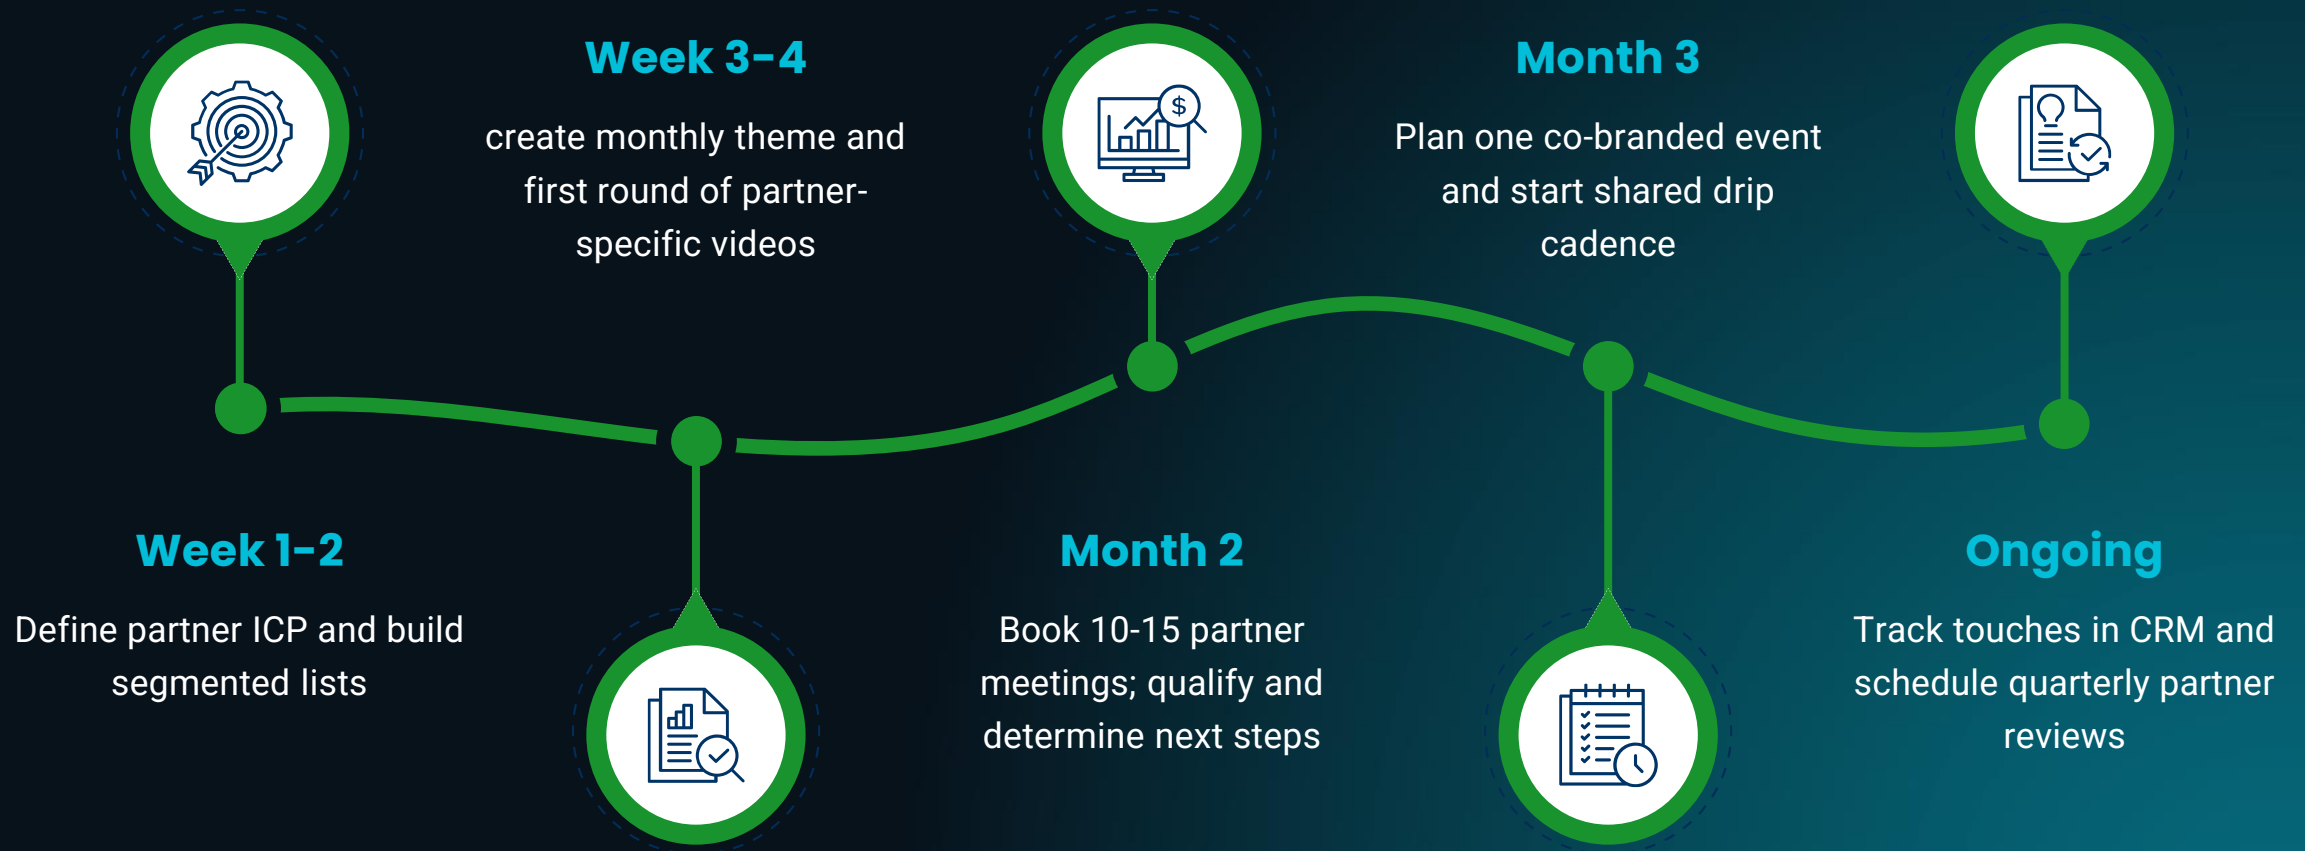 Week 1-2
Define partner ICP and build
segmented lists
Week 3-4
create monthly theme and
first round of partner-
specific videos
$
Month 2
Book 10-15 partner
meetings; qualify and
determine next steps
Month 3
Plan one co-branded event
and start shared drip
cadence
Ongoing
Track touches in CRM and
schedule quarterly partner
reviews